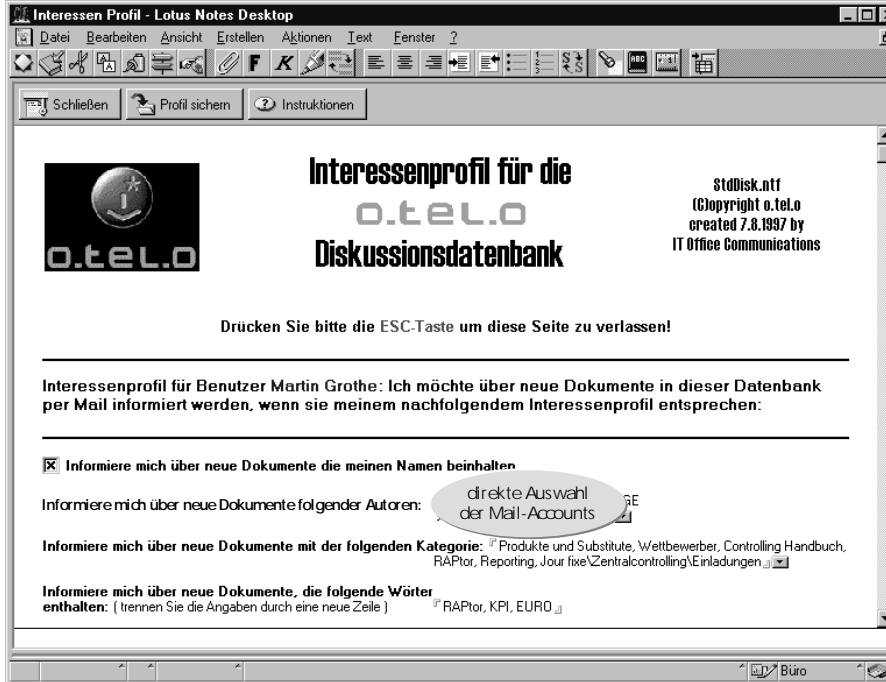 Interessen Profil - Lotus Notes Desktop
Datei Bearbeiten Ansicht Erstellen Aktionen Text Fenster ?
Schließen Profil sichern Instruktionen
o.tel.o
Interessenprofil für die
o.tel.o
Diskussionsdatenbank
StdDisk.ntf
(C)opyright o.tel.o
created 7.8.1997 by
IT Office Communications
Drücken Sie bitte die ESC-Taste um diese Seite zu verlassen!
Interessenprofil für Benutzer Martin Grothe: Ich möchte über neue Dokumente in dieser Datenbank
per Mail informiert werden, wenn sie meinem nachfolgendem Interessenprofil entsprechen:
Informiere mich über neue Dokumente die meinen Namen beinhalten
Informiere mich über neue Dokumente folgender Autoren:
direkte Auswahl
der Mail-Accounts
Informiere mich über neue Dokumente mit der folgenden Kategorie: Produkte und Substitute, Wettbewerber, Controlling Handbuch,
RAPtor, Reporting, Jour fixe\Zentralcontrolling\Einladungen
Informiere mich über neue Dokumente, die folgende Wörter
enthalten: ( trennen Sie die Angaben durch eine neue Zeile ) RAPtor, KPI, EURO
Büro